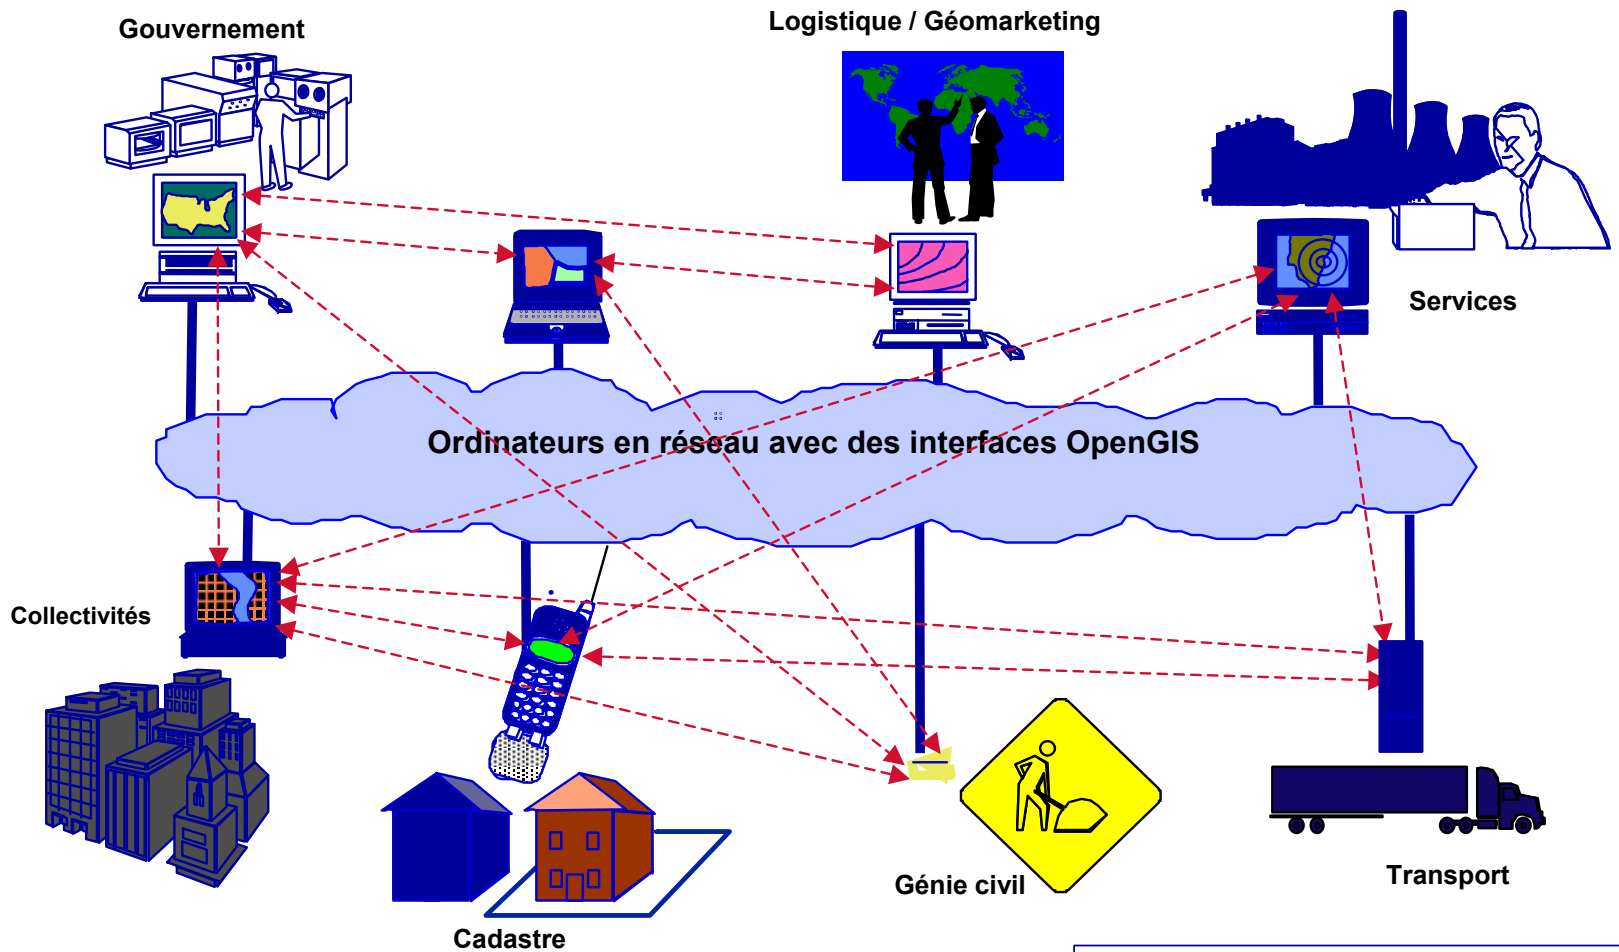 Gouvernement
Logistique / Géomarketing
Services
Ordinateurs en réseau avec des interfaces OpenGIS
Collectivités
Génie civil
Transport
Cadastre